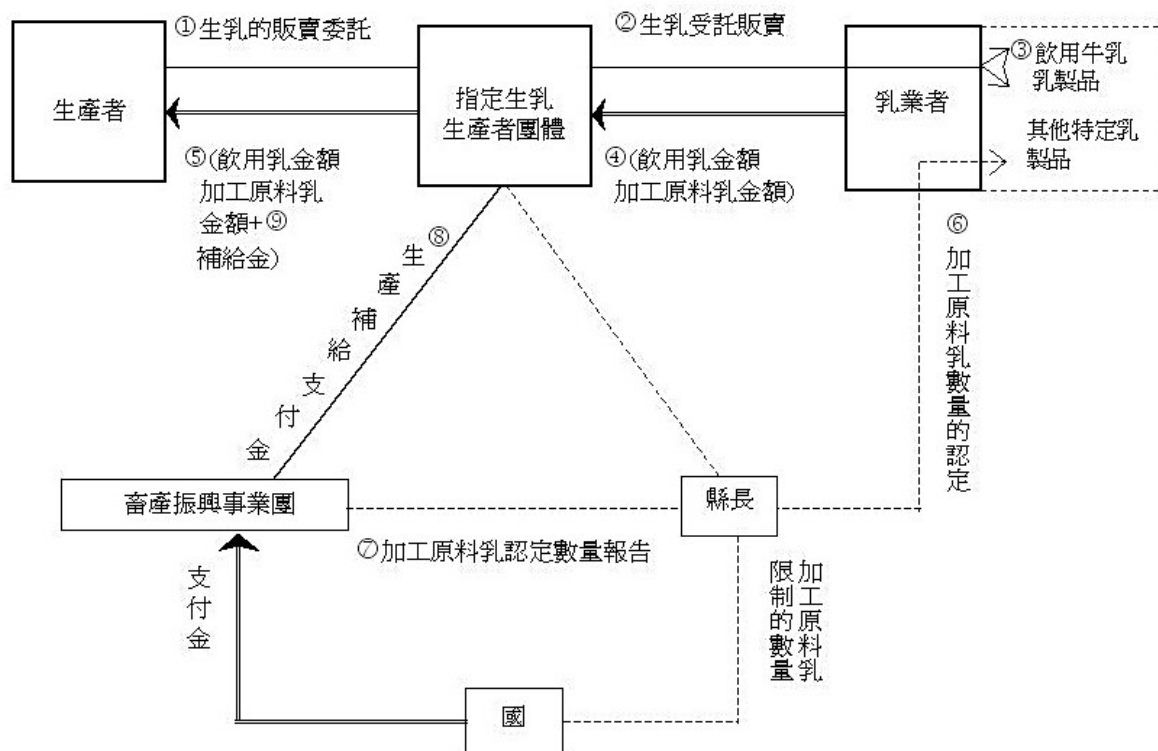 ①生乳的販賣委託
②生乳受託販賣
生產者
指定生乳
生產者團體
乳業者
③飲用牛乳
乳製品
其他特定乳
製品
⑤(飲用乳金額
加工原料乳
金額+⑨
補給金)
④(飲用乳金額
加工原料乳金額)
⑥
加工原料乳數量的認定
⑧
生產補給支付金
畜產振興事業團
縣長
⑦加工原料乳認定數量報告
支付金
加工原料乳
限制的數量
國